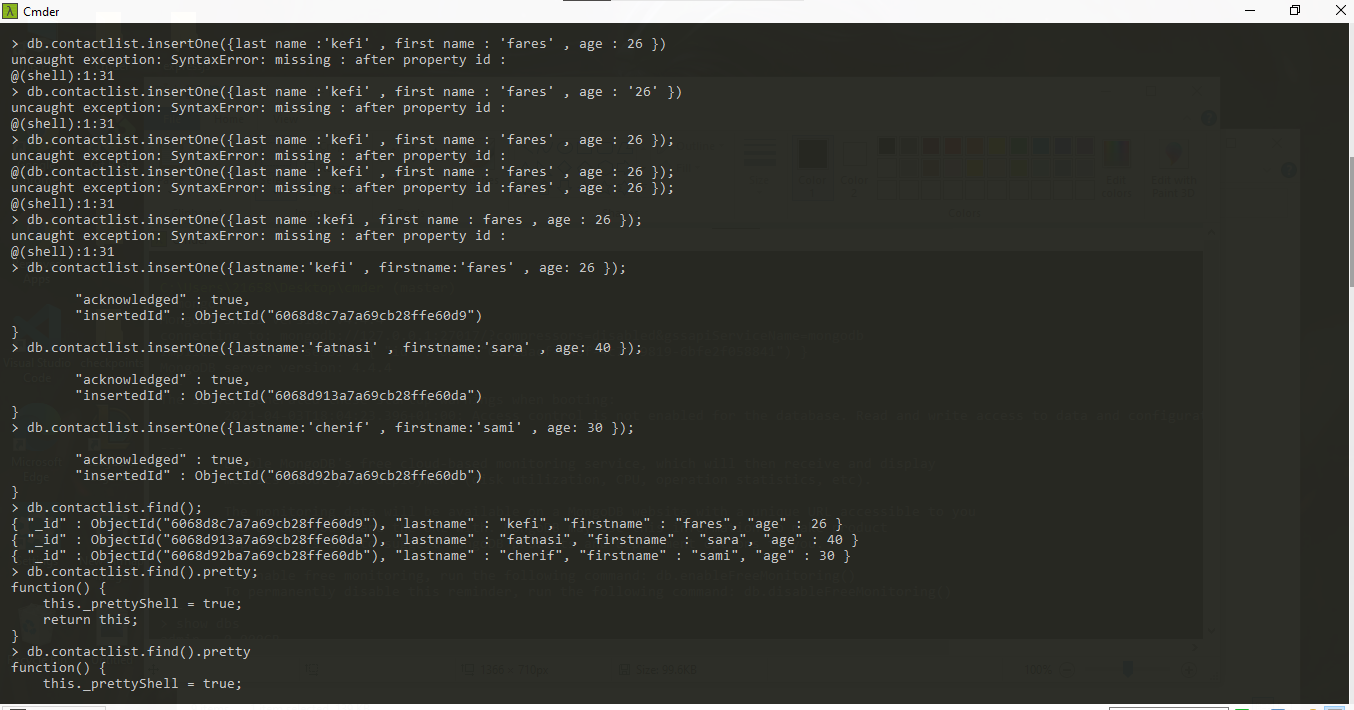 λ Cmder
> db.contactlist.insertOne({last name :'kefi' , first name : 'fares' , age : 26 })
uncaught exception: SyntaxError: missing : after property id :
@(shell):1:31
> db.contactlist.insertOne({last name :'kefi' , first name : 'fares' , age : '26' })
uncaught exception: SyntaxError: missing : after property id :
@(shell):1:31
> db.contactlist.insertOne({last name :'kefi' , first name : 'fares' , age : 26 });
uncaught exception: SyntaxError: missing : after property id :
@(db.contactlist.insertOne({last name :'kefi' , first name : 'fares' , age : 26 });
uncaught exception: SyntaxError: missing : after property id :fares' , age : 26 });
@(shell):1:31
> db.contactlist.insertOne({last name :kefi , first name : fares , age : 26 });
uncaught exception: SyntaxError: missing : after property id :
@(shell):1:31
> db.contactlist.insertOne({lastname:'kefi' , firstname:'fares' , age: 26 });
"acknowledged" : true,
"insertedId" : ObjectId("6068d8c7a7a69cb28ffe60d9")
}
> db.contactlist.insertOne({lastname:'fatnasi' , firstname:'sara' , age: 40 });
"acknowledged" : true,
"insertedId" : ObjectId("6068d913a7a69cb28ffe60da")
}
> db.contactlist.insertOne({lastname:'cherif' , firstname:'sami' , age: 30 });
"acknowledged" : true,
"insertedId" : ObjectId("6068d92ba7a69cb28ffe60db")
}
> db.contactlist.find();
{ "_id" : ObjectId("6068d8c7a7a69cb28ffe60d9"), "lastname" : "kefi", "firstname" : "fares", "age" : 26 }
{ "_id" : ObjectId("6068d913a7a69cb28ffe60da"), "lastname" : "fatnasi", "firstname" : "sara", "age" : 40 }
{ "_id" : ObjectId("6068d92ba7a69cb28ffe60db"), "lastname" : "cherif", "firstname" : "sami", "age" : 30 }
> db.contactlist.find().pretty;
function() {
    this._prettyShell = true;
    return this;
}
> db.contactlist.find().pretty
function() {
    this._prettyShell = true;